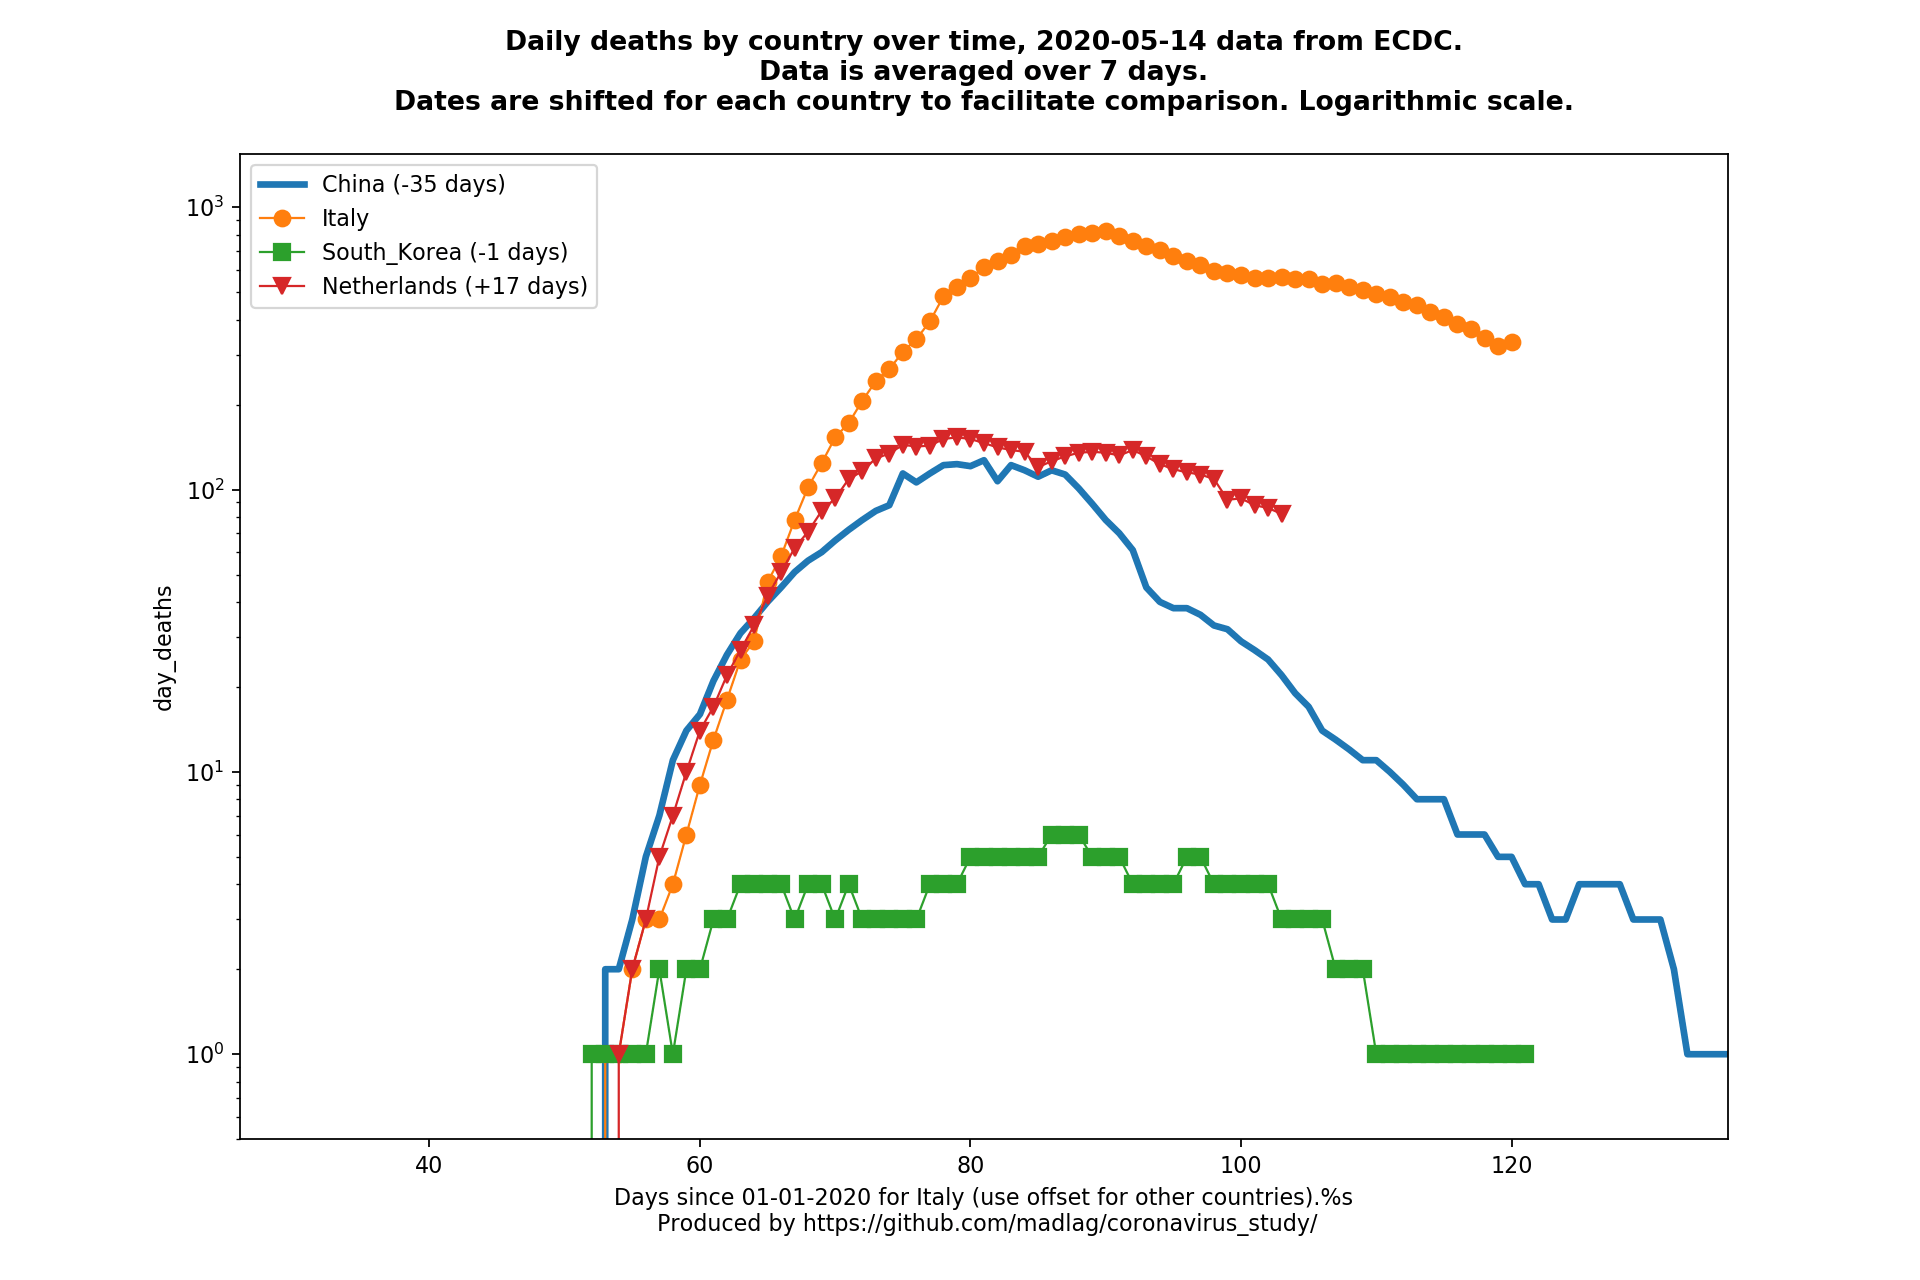 Daily deaths by country over time, 2020-05-14 data from ECDC.
Data is averaged over 7 days.
Dates are shifted for each country to facilitate comparison. Logarithmic scale.
China (-35 days)
Italy
South_Korea (-1 days)
Netherlands (+17 days)
10³
10²
10¹
10⁰
day_deaths
40 60 80 100 120
Days since 01-01-2020 for Italy (use offset for other countries).%s
Produced by https://github.com/madlag/coronavirus_study/